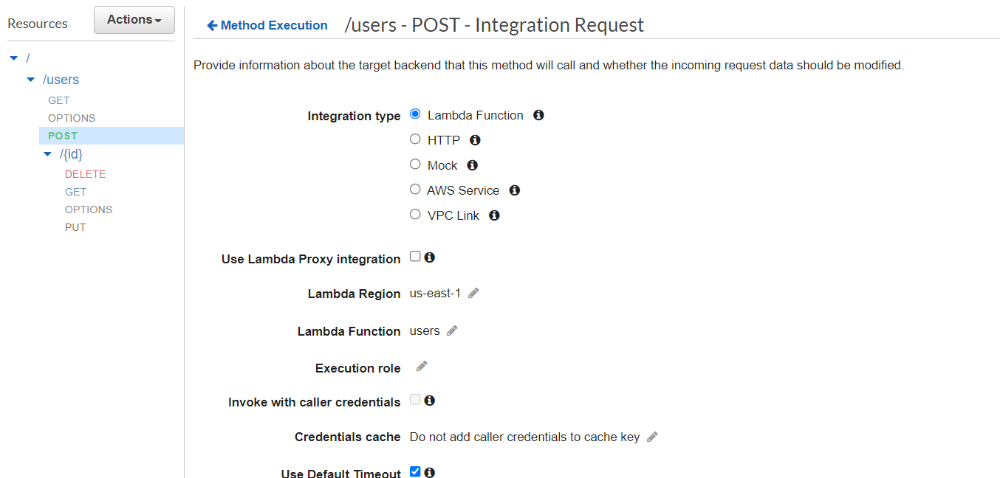 Resources
Actions
/
/users
GET
OPTIONS
POST
/{id}
DELETE
GET
OPTIONS
PUT
Method Execution
/users - POST - Integration Request
Provide information about the target backend that this method will call and whether the incoming request data should be modified.
Integration type
Lambda Function
HTTP
Mock
AWS Service
VPC Link
Use Lambda Proxy integration
Lambda Region us-east-1
Lambda Function users
Execution role
Invoke with caller credentials
Credentials cache Do not add caller credentials to cache key
Use Default Timeout